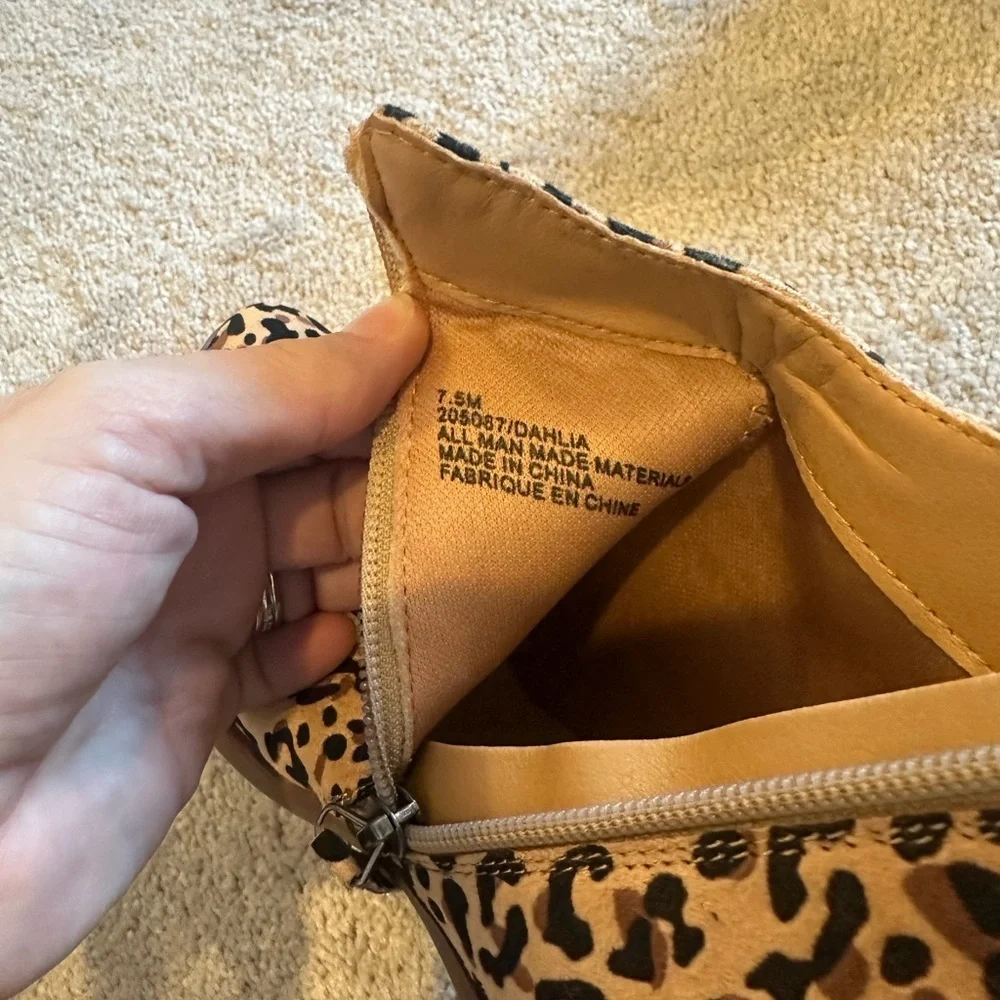 7.5M
205087/DAHLIA
ALL MAN MADE MATERIALS
MADE IN CHINA
FABRIQUE EN CHINE